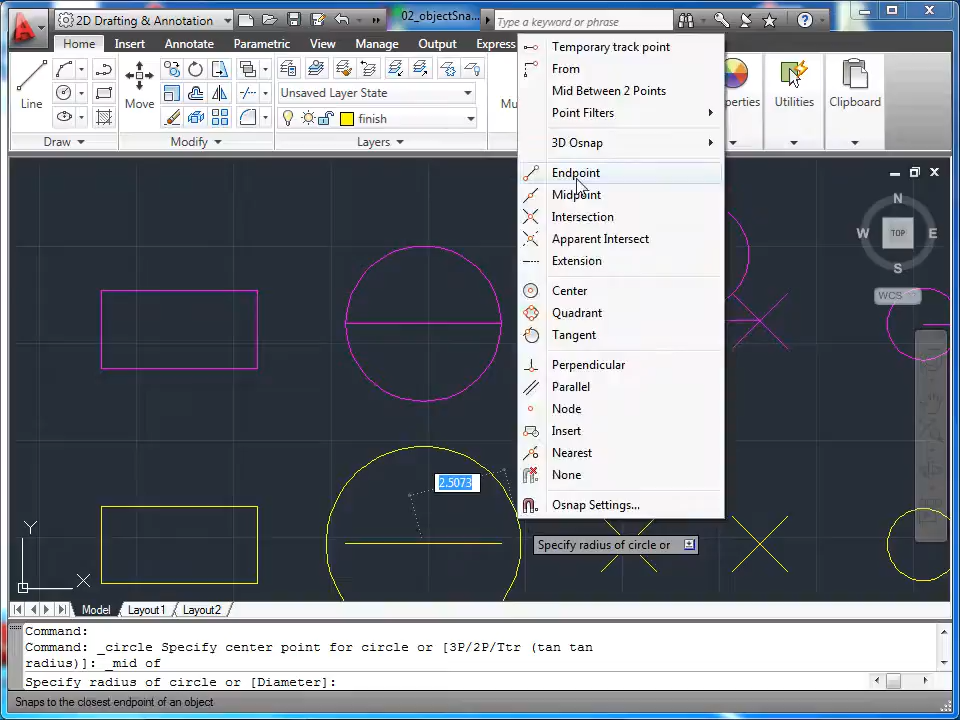 2D Drafting & Annotation
02_objectSna...
Type a keyword or phrase
Home Insert Annotate Parametric View Manage Output Express
Line
Move
Unsaved Layer State
finish
Mu
perties
Utilities
Clipboard
Draw
Modify
Layers
Temporary track point
From
Mid Between 2 Points
Point Filters
3D Osnap
Endpoint
Midpoint
Intersection
Apparent Intersect
Extension
Center
Quadrant
Tangent
Perpendicular
Parallel
Node
Insert
Nearest
None
Osnap Settings...
N
W TOP E
S
WCS
2.5073
Specify radius of circle or
Y
X
Model Layout1 Layout2
Command:
Command: _circle Specify center point for circle or [3P/2P/Ttr (tan tan
radius)]: _mid of
Specify radius of circle or [Diameter]:
Snaps to the closest endpoint of an object